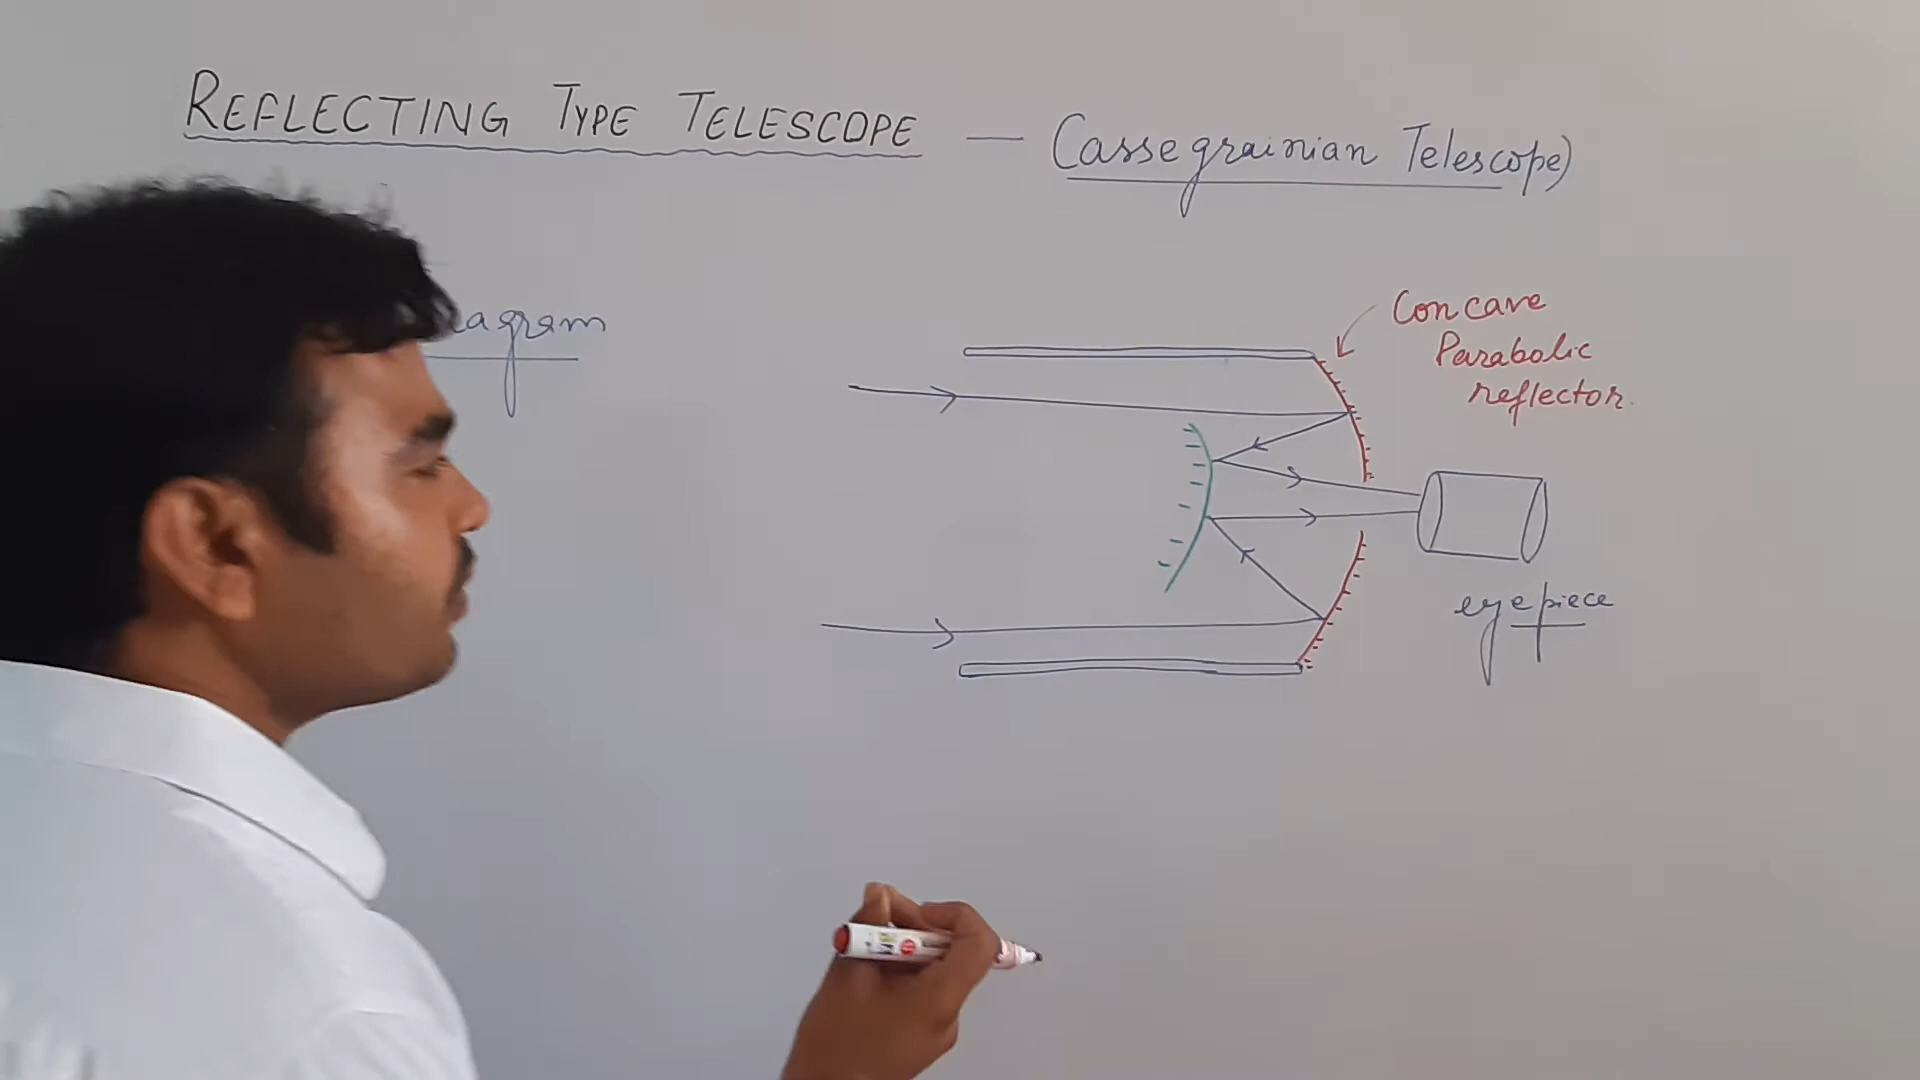 REFLECTING TYPE TELESCOPE — (Cassegrainian Telescope)
agram
Concave
Parabolic
reflector.
eyepiece